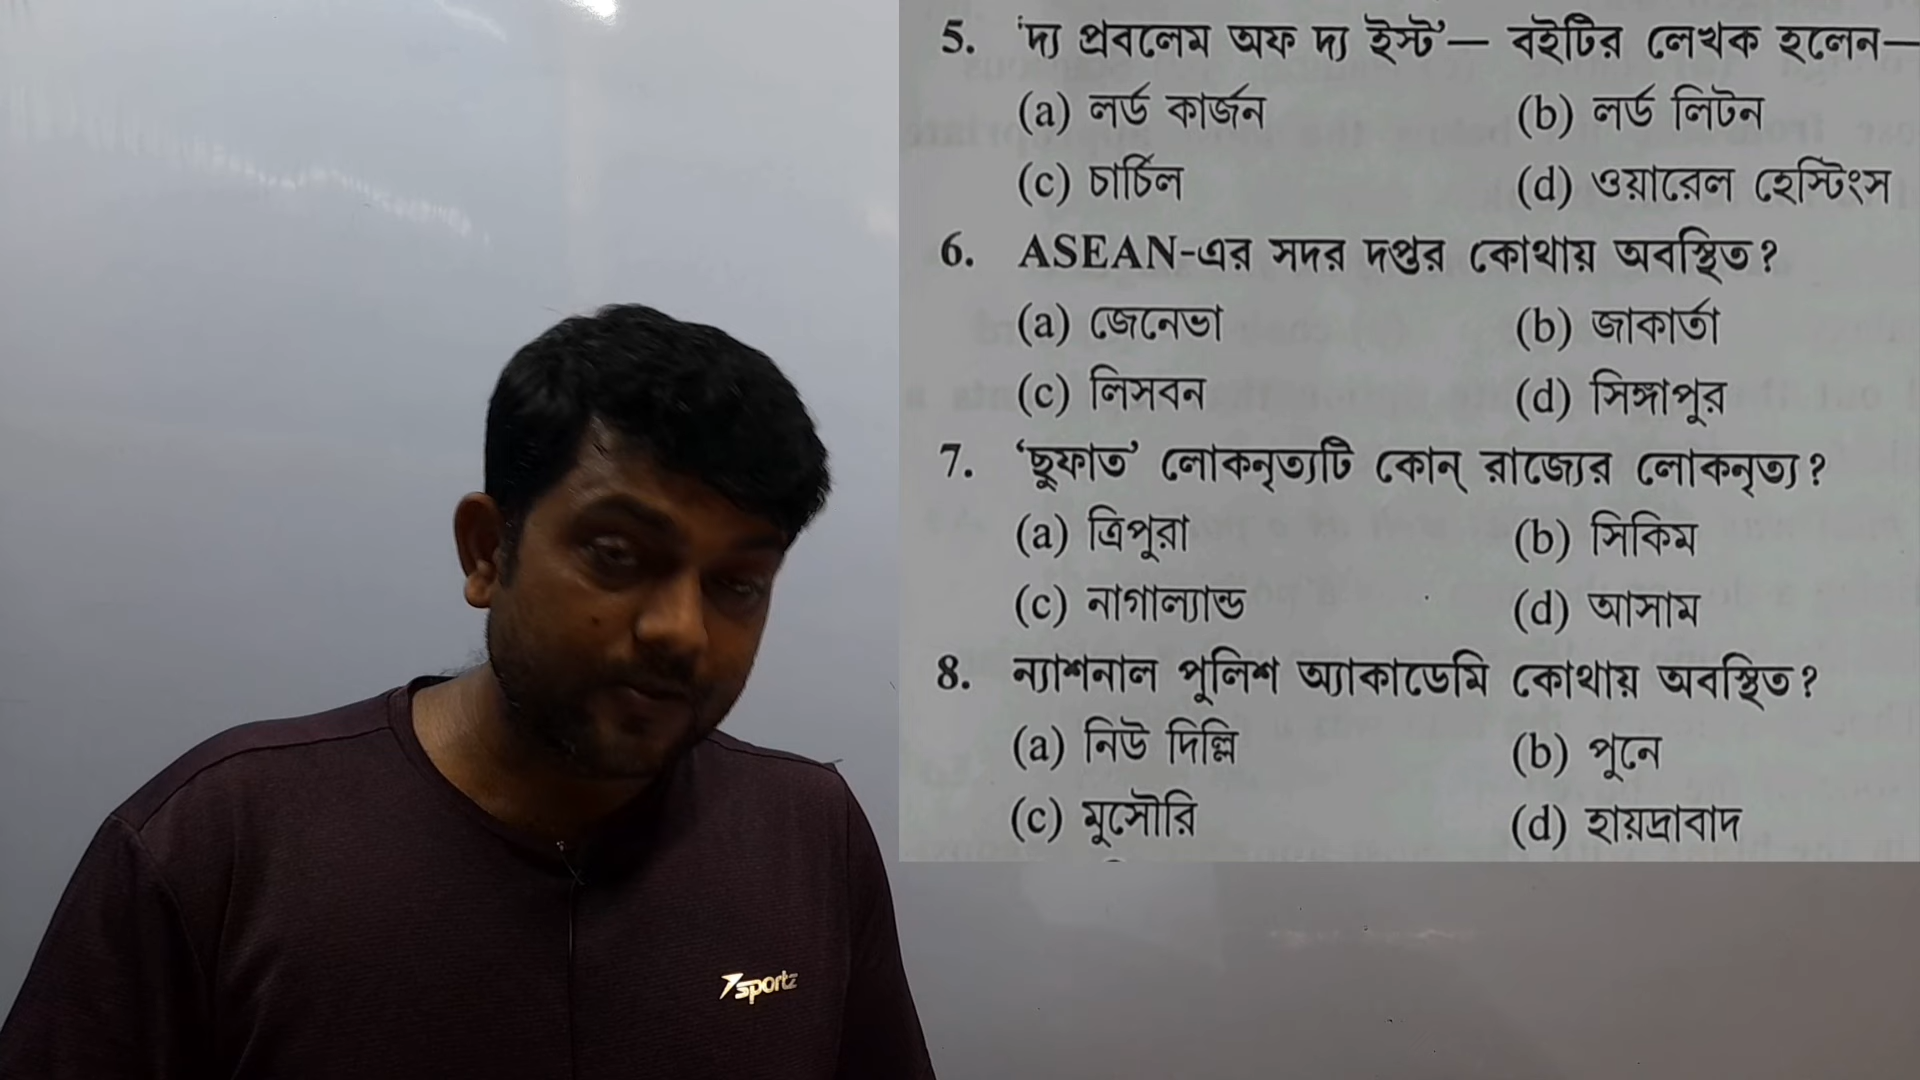 5. 'দ্য প্রবলেম অফ দ্য ইস্ট'— বইটির লেখক হলেন—
(a) লর্ড কার্জন (b) লর্ড লিটন
(c) চার্চিল (d) ওয়ারেল হেস্টিংস
6. ASEAN-এর সদর দপ্তর কোথায় অবস্থিত?
(a) জেনেভা (b) জাকার্তা
(c) লিসবন (d) সিঙ্গাপুর
7. 'ছুফাত' লোকনৃত্যটি কোন্ রাজ্যের লোকনৃত্য?
(a) ত্রিপুরা (b) সিকিম
(c) নাগাল্যান্ড (d) আসাম
8. ন্যাশনাল পুলিশ অ্যাকাডেমি কোথায় অবস্থিত?
(a) নিউ দিল্লি (b) পুনে
(c) মুসৌরি (d) হায়দ্রাবাদ
7sportz